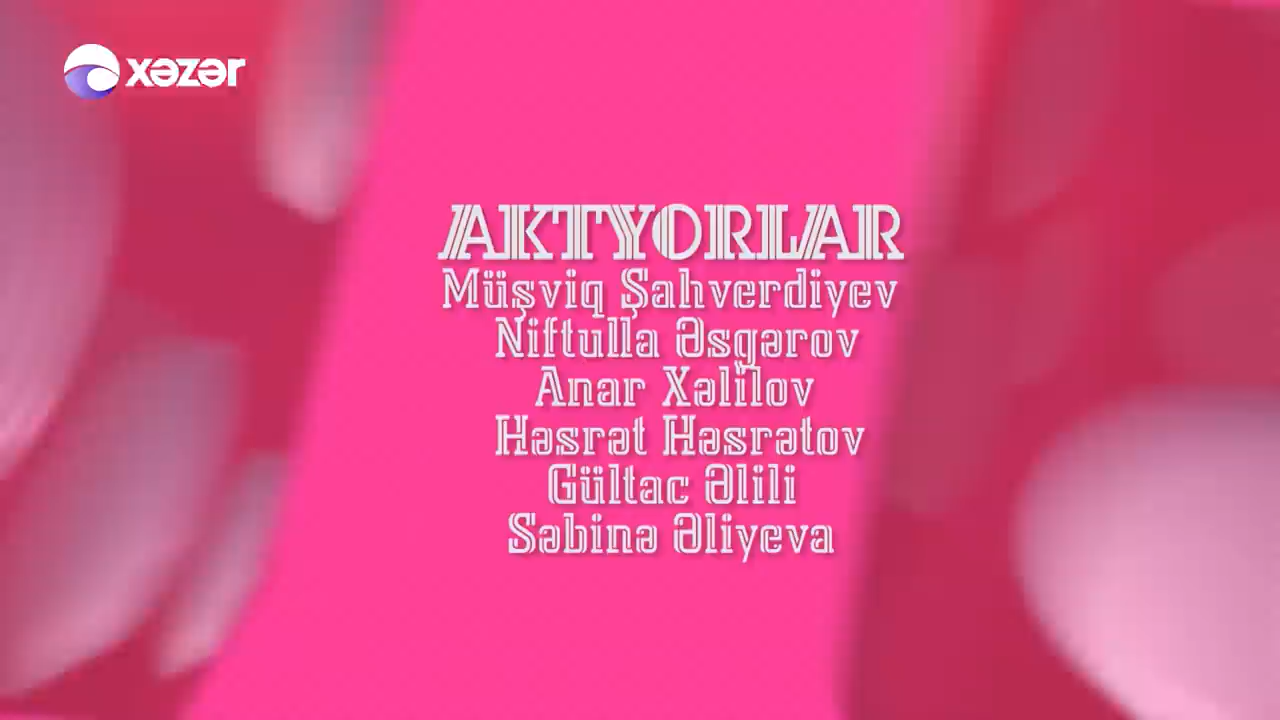 xəzər
AKTYORLAR
Müşviq Şahverdiyev
Niftulla Əsgərov
Anar Xəlilov
Həsrət Həsrətov
Gültac Əlili
Səbinə Əliyeva